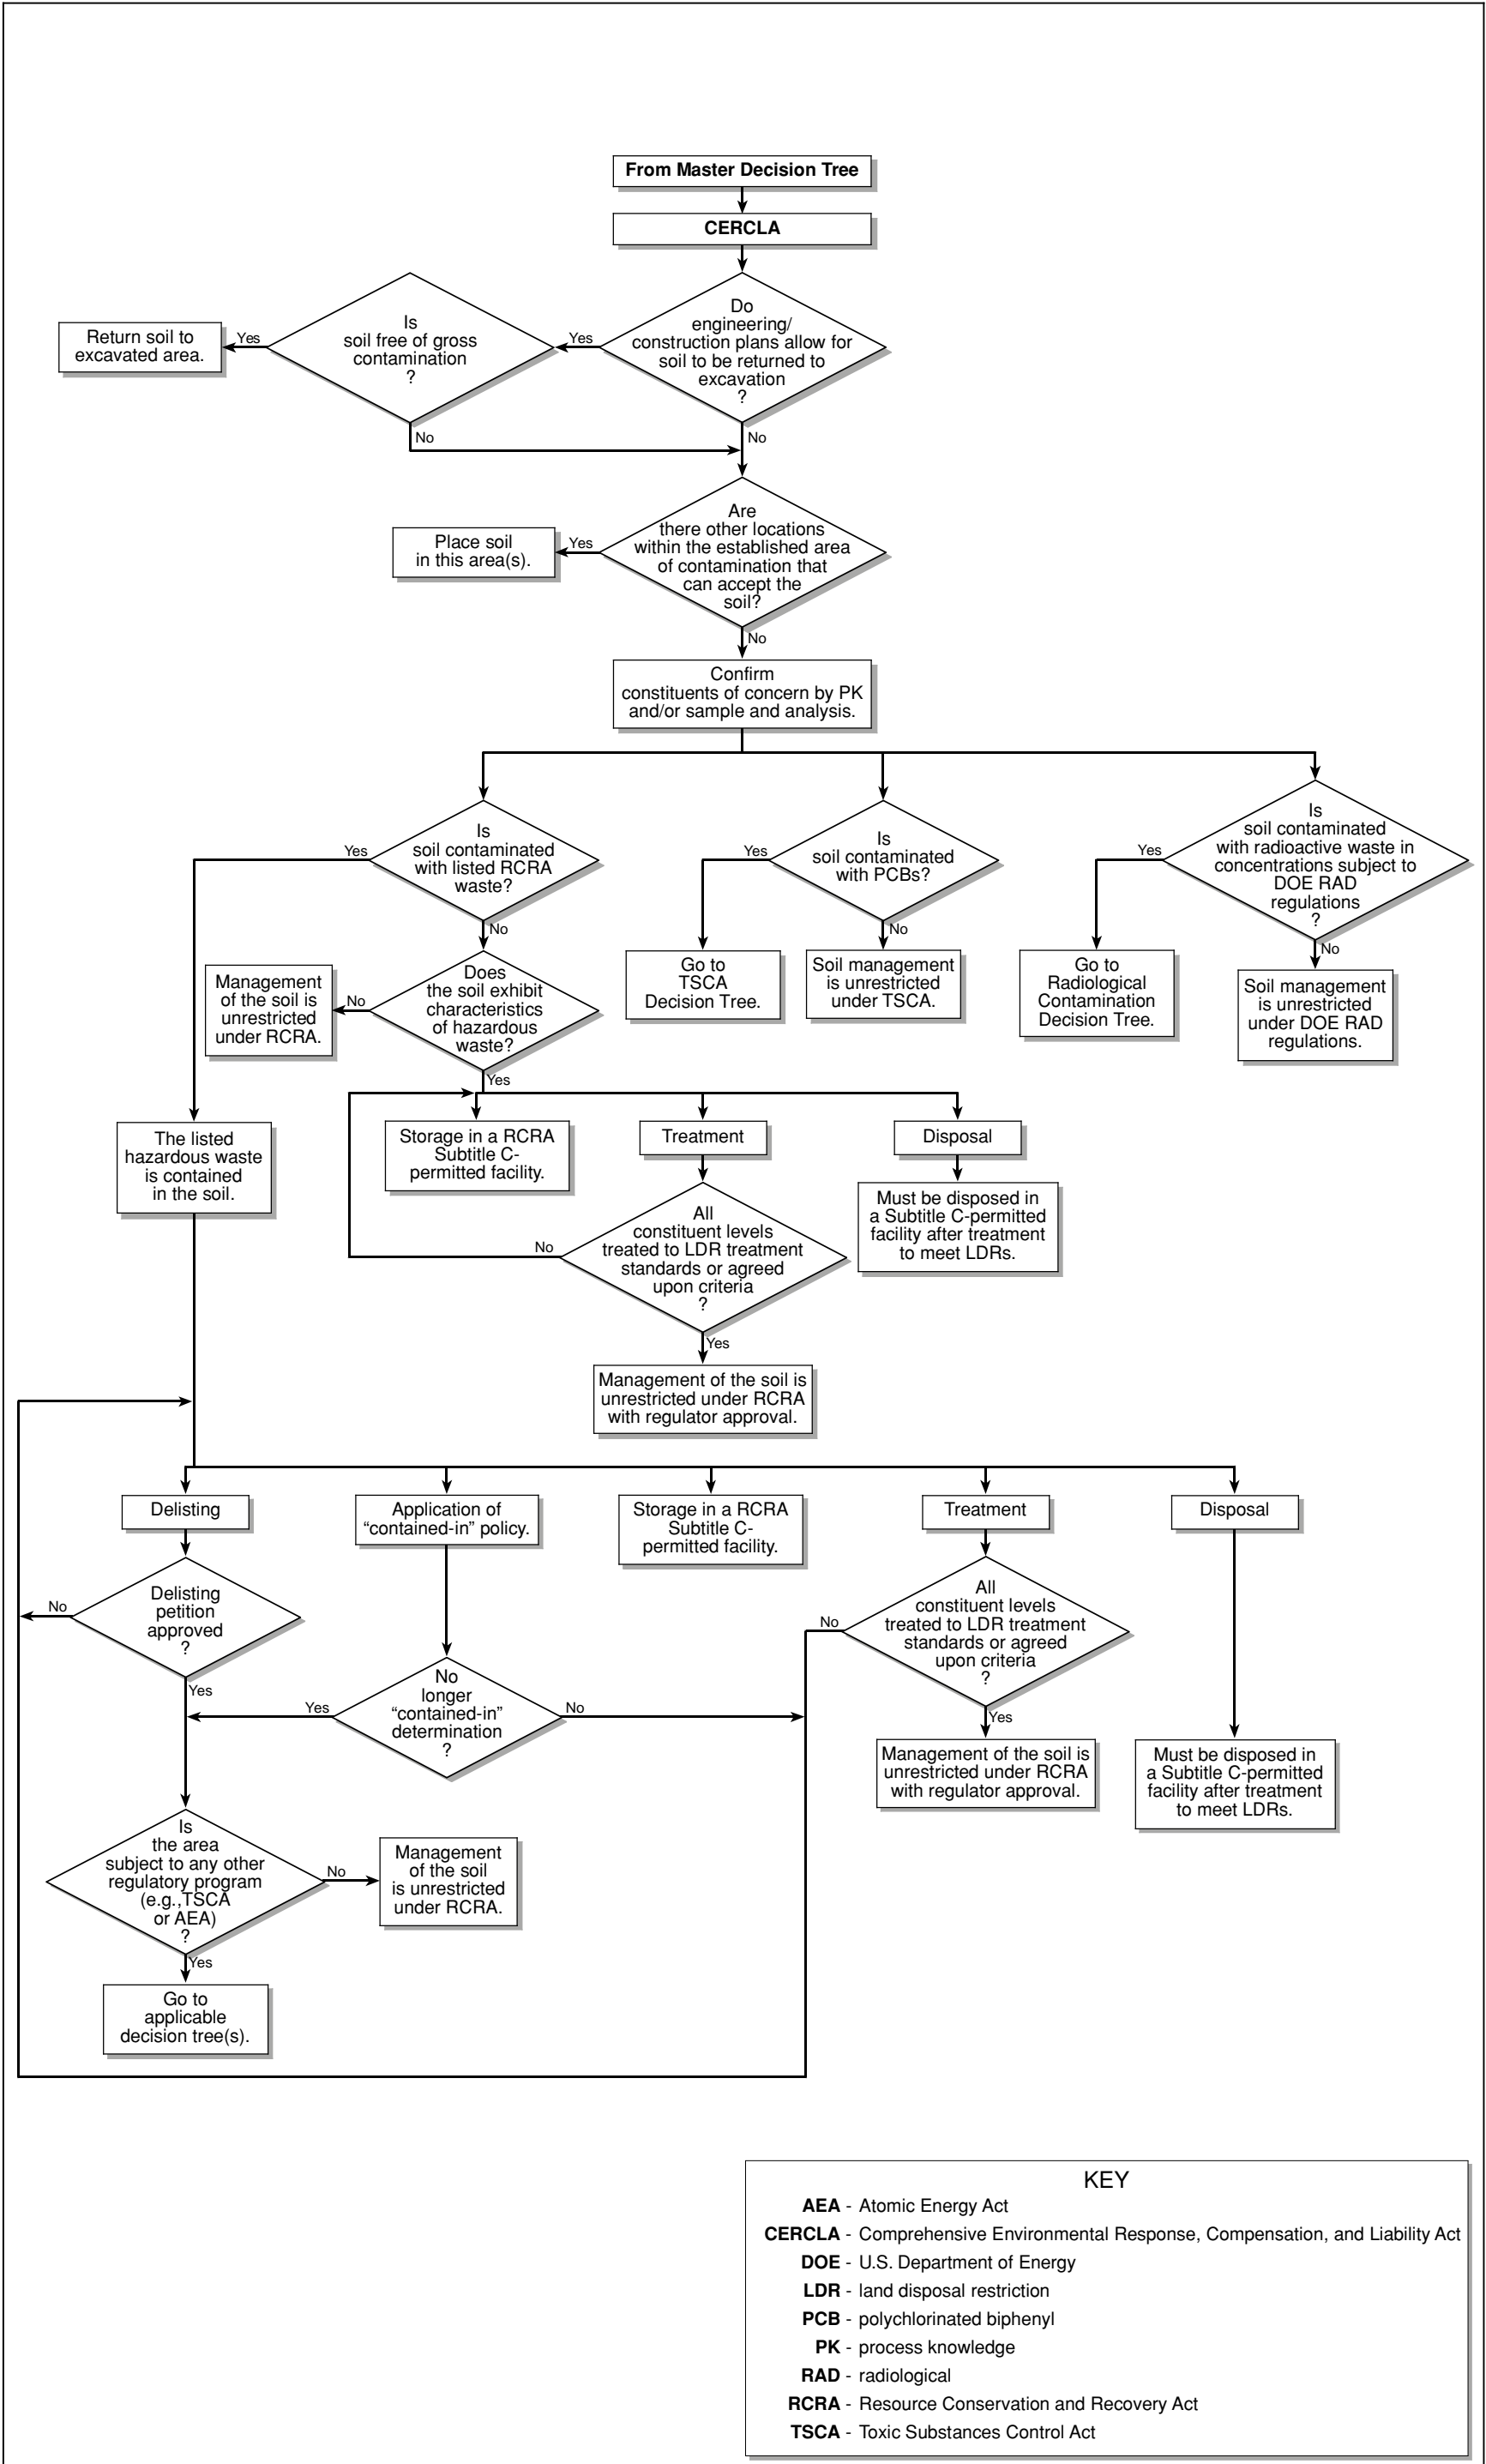 From Master Decision Tree
CERCLA
Do
engineering/
construction plans allow for
soil to be returned to
excavation
?
Yes
Is
soil free of gross
contamination
?
Yes
Return soil to
excavated area.
No
No
Are
there other locations
within the established area
of contamination that
can accept the
soil?
Yes
Place soil
in this area(s).
No
Confirm
constituents of concern by PK
and/or sample and analysis.
Is
soil contaminated
with listed RCRA
waste?
Yes
No
Is
soil contaminated
with PCBs?
Yes
No
Is
soil contaminated
with radioactive waste in
concentrations subject to
DOE RAD
regulations
?
Yes
No
Does
the soil exhibit
characteristics
of hazardous
waste?
No
Management
of the soil is
unrestricted
under RCRA.
Yes
Go to
TSCA
Decision Tree.
Soil management
is unrestricted
under TSCA.
Go to
Radiological
Contamination
Decision Tree.
Soil management
is unrestricted
under DOE RAD
regulations.
The listed
hazardous waste
is contained
in the soil.
Storage in a RCRA
Subtitle C-
permitted facility.
Treatment
Disposal
All
constituent levels
treated to LDR treatment
standards or agreed
upon criteria
?
No
Yes
Must be disposed in
a Subtitle C-permitted
facility after treatment
to meet LDRs.
Management of the soil is
unrestricted under RCRA
with regulator approval.
Delisting
Application of
“contained-in” policy.
Storage in a RCRA
Subtitle C-
permitted facility.
Treatment
Disposal
Delisting
petition
approved
?
No
Yes
No
longer
“contained-in”
determination
?
Yes
No
All
constituent levels
treated to LDR treatment
standards or agreed
upon criteria
?
No
Yes
Management of the soil is
unrestricted under RCRA
with regulator approval.
Must be disposed in
a Subtitle C-permitted
facility after treatment
to meet LDRs.
Is
the area
subject to any other
regulatory program
(e.g.,TSCA
or AEA)
?
No
Management
of the soil
is unrestricted
under RCRA.
Yes
Go to
applicable
decision tree(s).
KEY
AEA - Atomic Energy Act
CERCLA - Comprehensive Environmental Response, Compensation, and Liability Act
DOE - U.S. Department of Energy
LDR - land disposal restriction
PCB - polychlorinated biphenyl
PK - process knowledge
RAD - radiological
RCRA - Resource Conservation and Recovery Act
TSCA - Toxic Substances Control Act